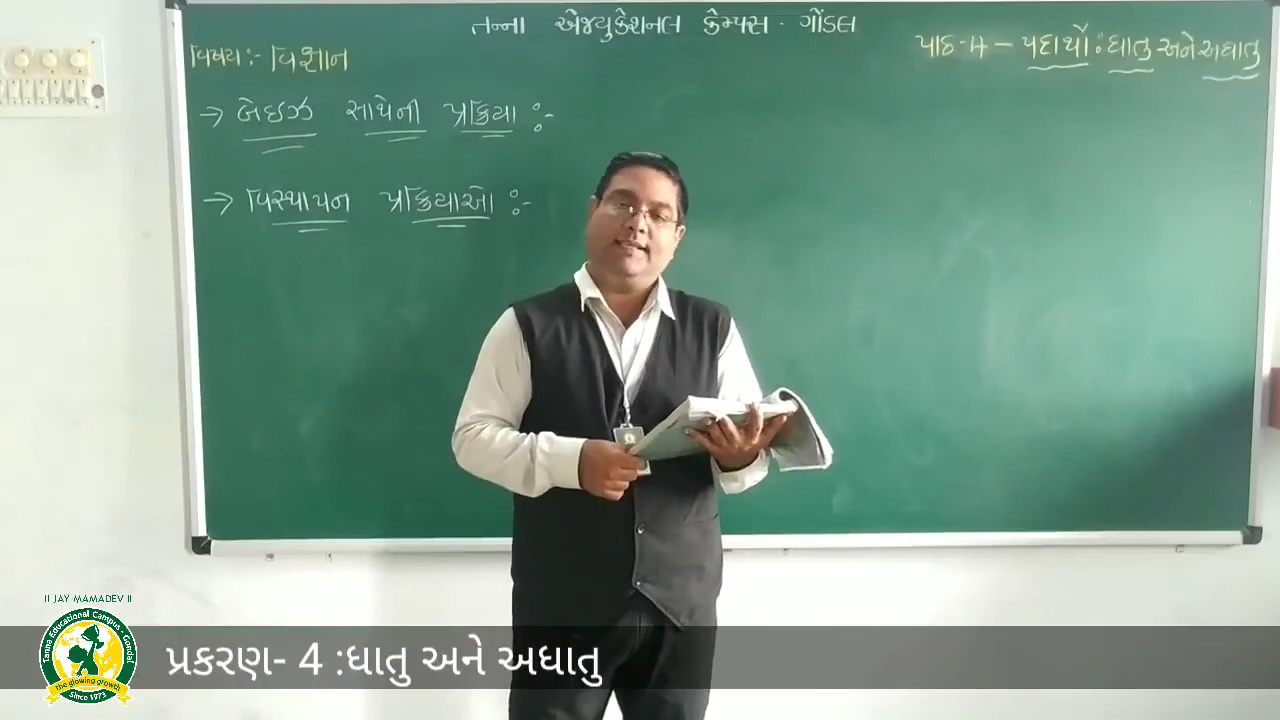 તન્ના એજ્યુકેશનલ કેમ્પસ - ગોંડલ
વિષય:- વિજ્ઞાન
પાઠ-4 – પદાર્થો : ધાતુ અને અધાતુ
→ બેઇઝ સાથેની પ્રક્રિયા :-
→ વિસ્થાપન પ્રક્રિયાઓ :-
II JAY MAMADEV II
Tanna Educational Campus - Gondal
the glowing growth
Since 1973
પ્રકરણ- 4 :ધાતુ અને અધાતુ